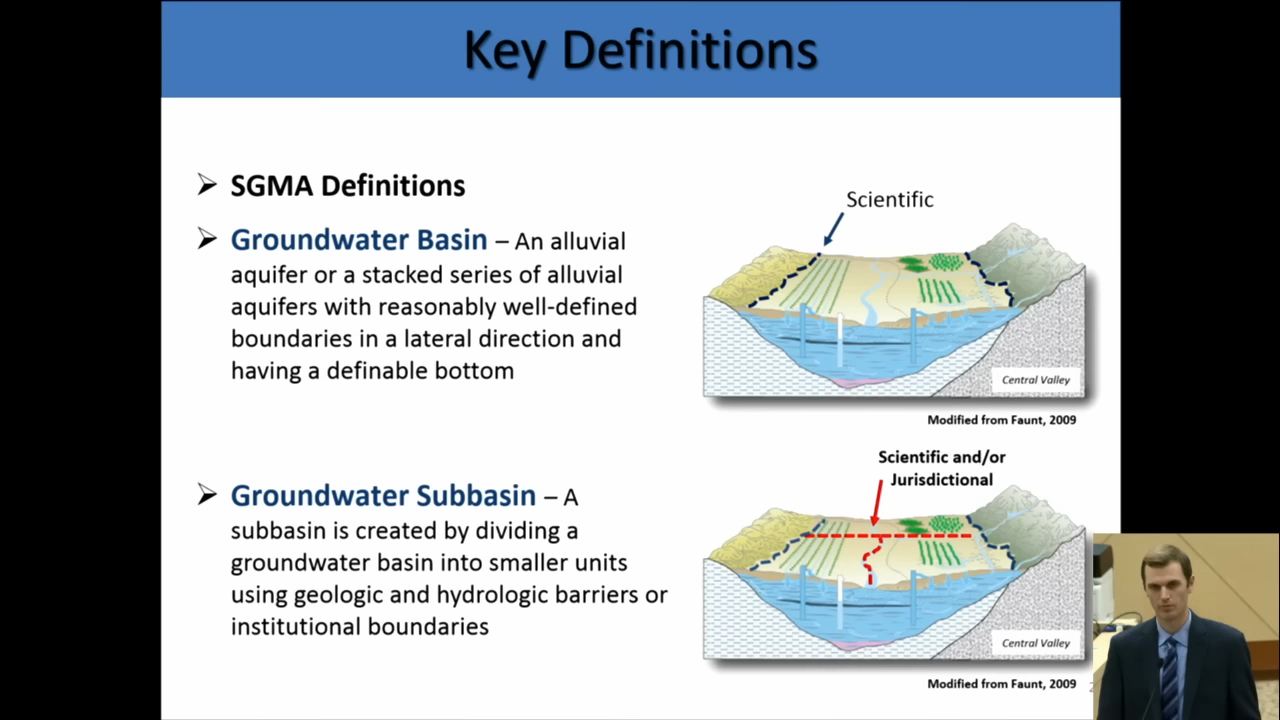 Key Definitions
SGMA Definitions
Groundwater Basin – An alluvial
aquifer or a stacked series of alluvial
aquifers with reasonably well-defined
boundaries in a lateral direction and
having a definable bottom
Scientific
Central Valley
Modified from Faunt, 2009
Groundwater Subbasin – A
subbasin is created by dividing a
groundwater basin into smaller units
using geologic and hydrologic barriers or
institutional boundaries
Scientific and/or
Jurisdictional
Central Valley
Modified from Faunt, 2009